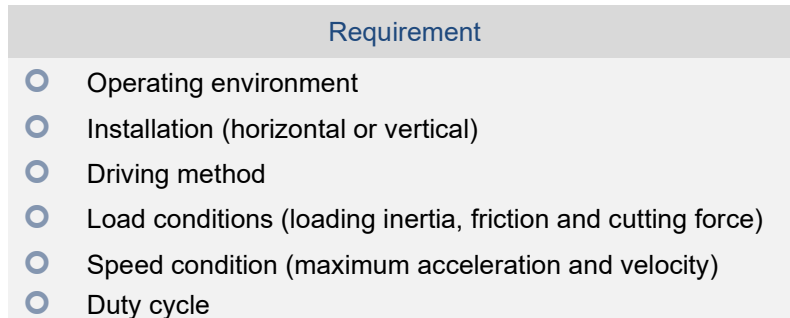 Requirement
Operating environment
Installation (horizontal or vertical)
Driving method
Load conditions (loading inertia, friction and cutting force)
Speed condition (maximum acceleration and velocity)
Duty cycle